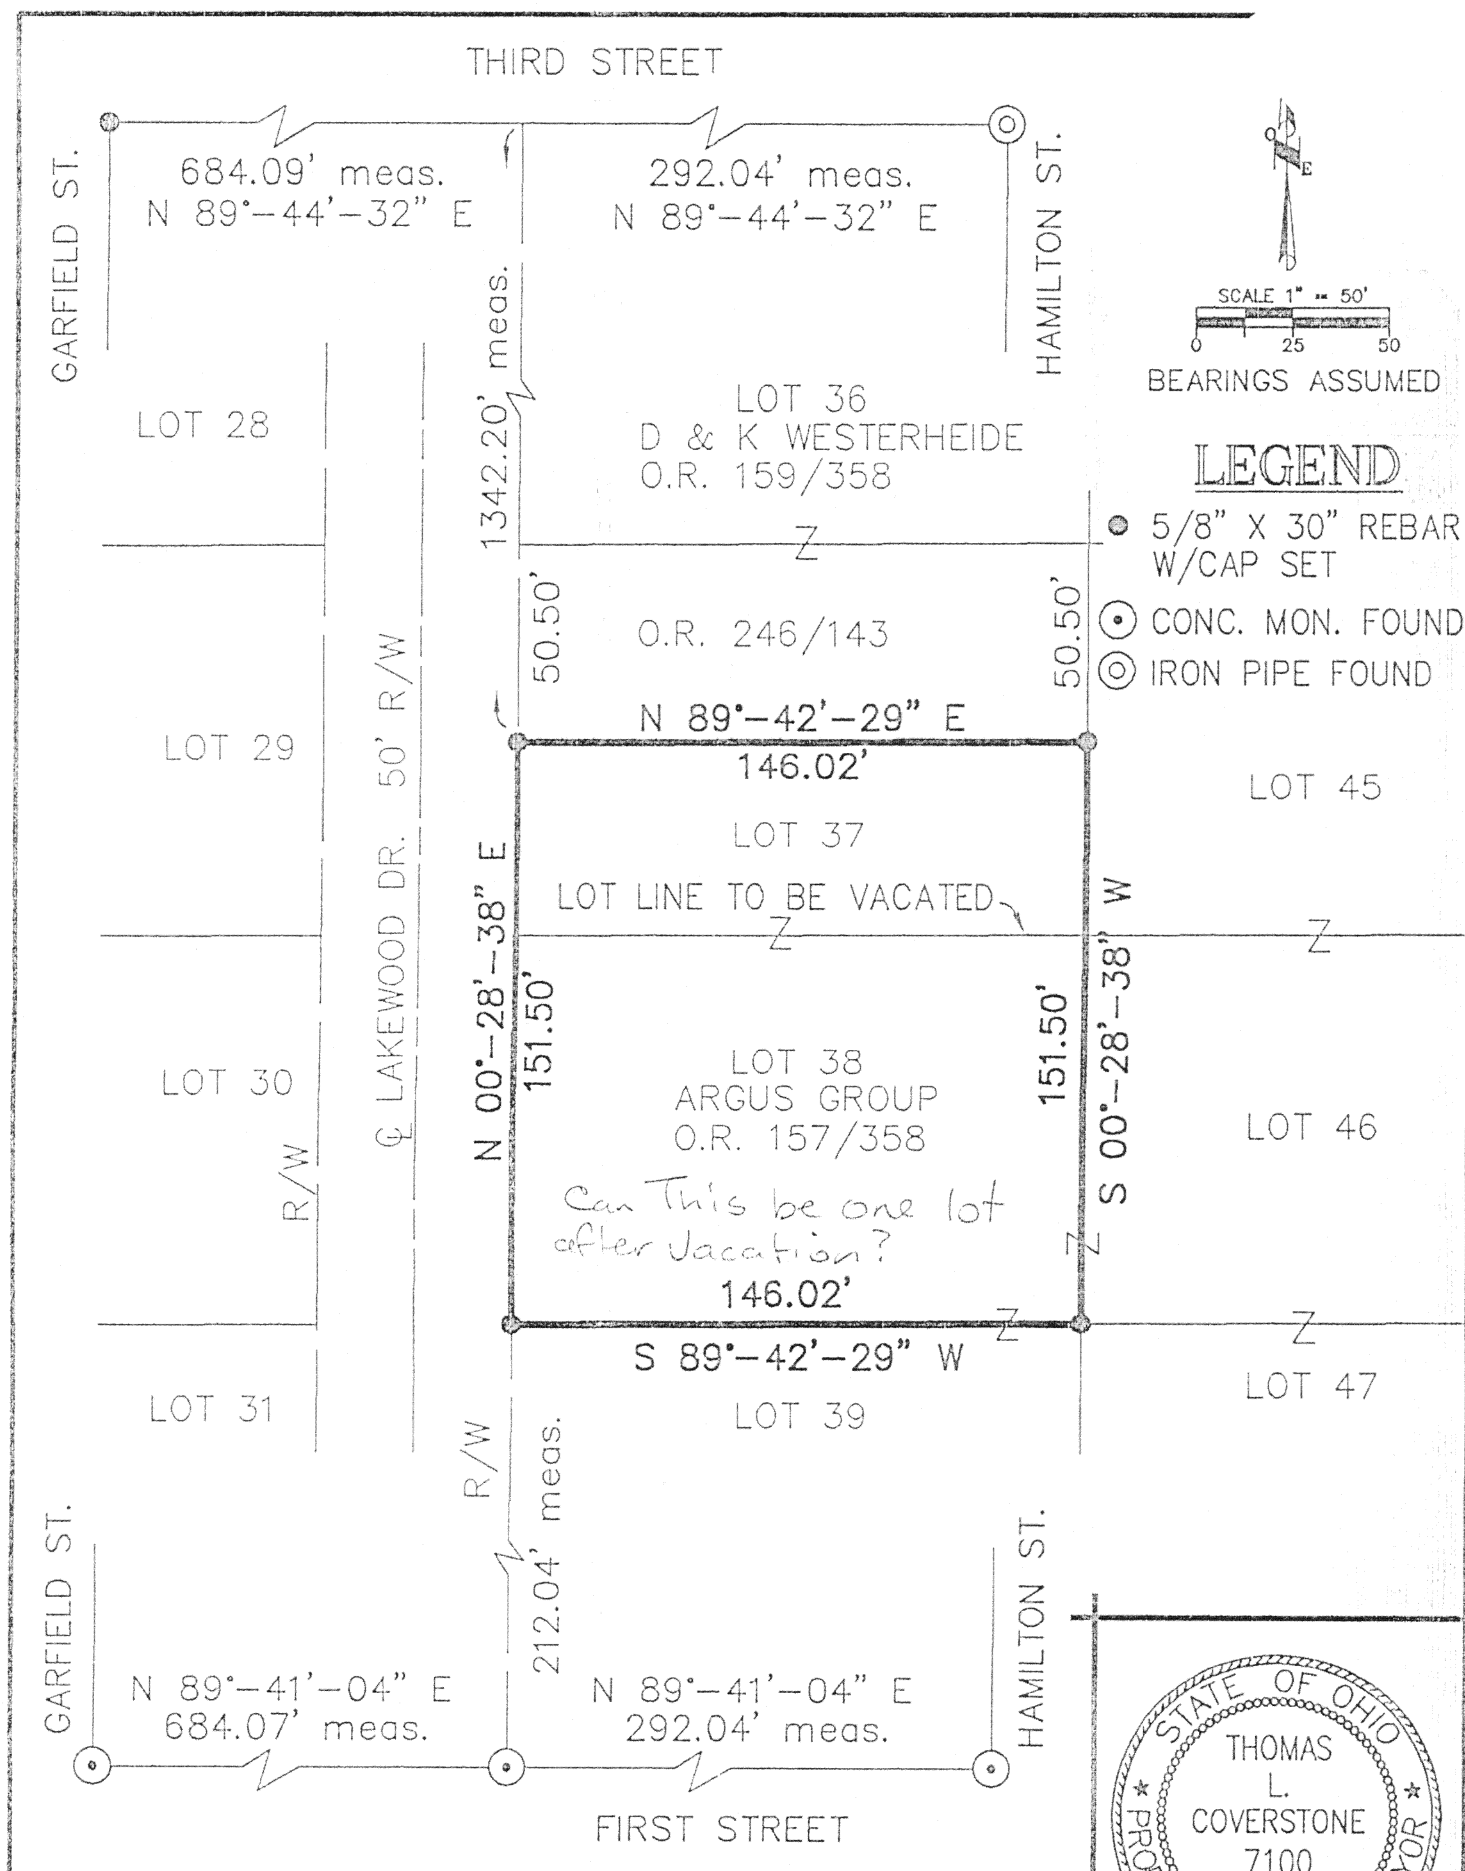 THIRD STREET
GARFIELD ST.
684.09' meas.
N 89°-44'-32" E
292.04' meas.
N 89°-44'-32" E
HAMILTON ST.
O
E
SCALE 1" = 50'
0 25 50
BEARINGS ASSUMED
LEGEND
5/8" X 30" REBAR
W/CAP SET
CONC. MON. FOUND
IRON PIPE FOUND
1342.20' meas.
LOT 28
LOT 36
D & K WESTERHEIDE
O.R. 159/358
Z
50.50'
O.R. 246/143
50.50'
LOT 29
℄ LAKEWOOD DR. 50' R/W
N 89°-42'-29" E
146.02'
LOT 45
LOT 37
LOT LINE TO BE VACATED
Z
Z
N 00°-28'-38" E
151.50'
151.50'
S 00°-28'-38" W
LOT 30
R/W
LOT 38
ARGUS GROUP
O.R. 157/358
LOT 46
Can This be one lot
after Vacation?
Z
146.02'
Z
Z
S 89°-42'-29" W
LOT 31
LOT 39
LOT 47
R/W
212.04' meas.
GARFIELD ST.
HAMILTON ST.
N 89°-41'-04" E
684.07' meas.
N 89°-41'-04" E
292.04' meas.
FIRST STREET
STATE OF OHIO
THOMAS
L.
COVERSTONE
7100